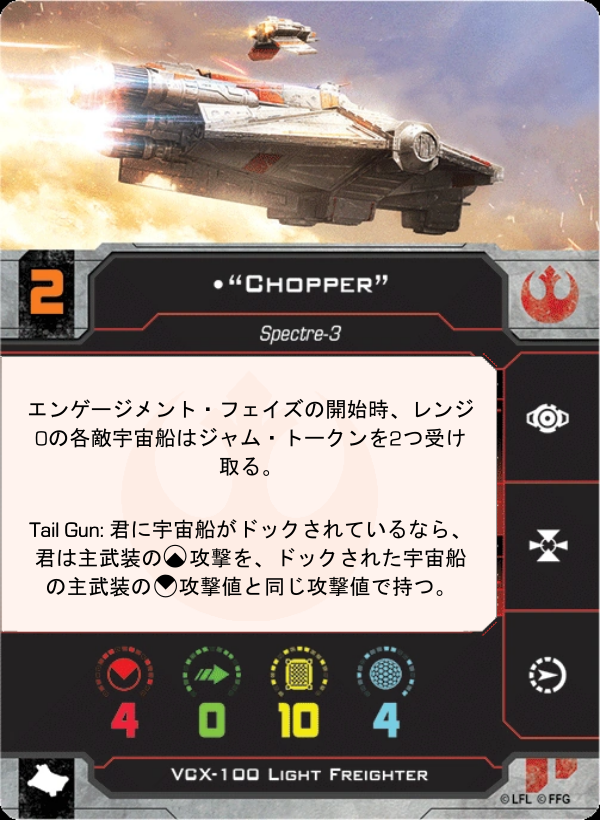 2
•“Chopper”
Spectre-3
エンゲージメント・フェイズの開始時、レンジ
0の各敵宇宙船はジャム・トークンを2つ受け
取る。
Tail Gun: 君に宇宙船がドックされているなら、
君は主武装の攻撃を、ドックされた宇宙船
の主武装の攻撃値と同じ攻撃値で持つ。
4 0 10 4
VCX-100 Light Freighter
©LFL ©FFG